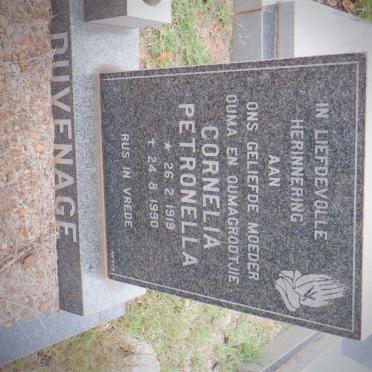 IN LIEFDEVOLLE
HERINNERING
AAN
ONS GELIEFDE MOEDER
OUMA EN OUMAGROOTJIE
CORNELIA
PETRONELLA
★ 26·2·1919
✝ 24·8·1990
RUS IN VREDE
DUVENAGE